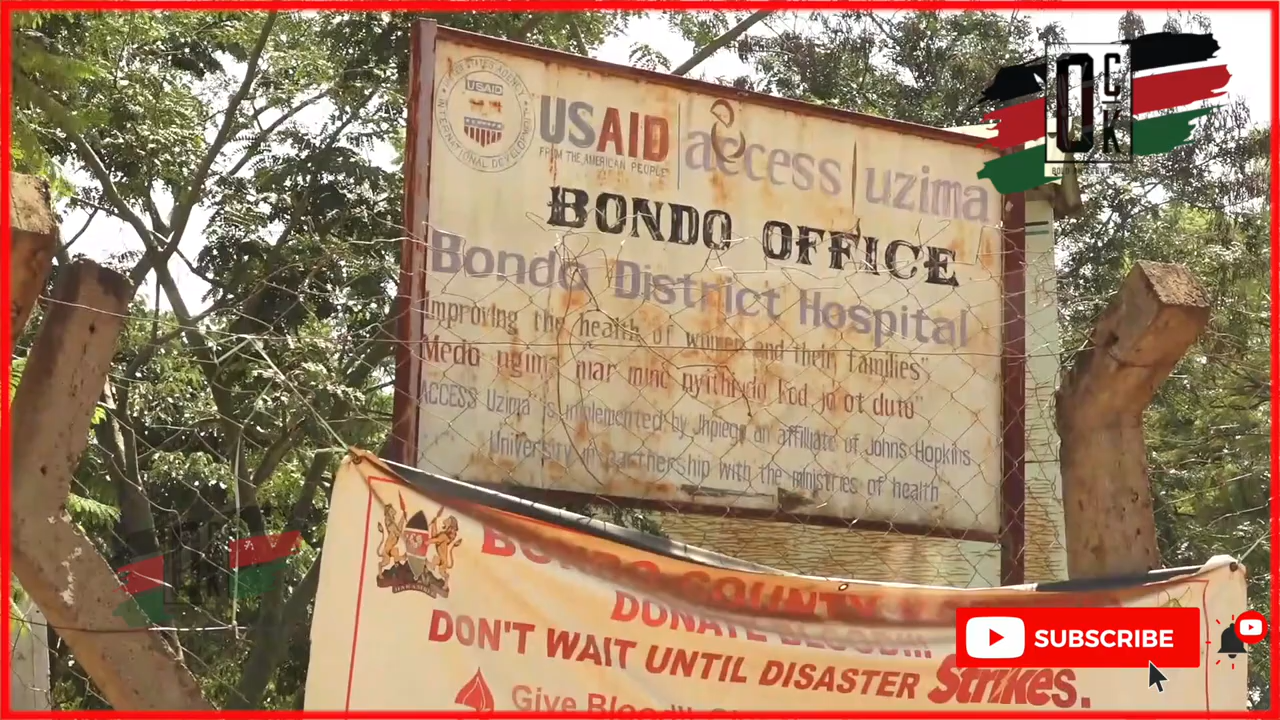 USAID
USAID
FROM THE AMERICAN PEOPLE
access uzima
BONDO OFFICE
Bondo District Hospital
Improving the health of women and their families"
"Medo ngima mar mine nyithindo kod jo ot duto"
ACCESS Uzima" is implemented by Jhpiego an affiliate of Johns Hopkins
University in partnership with the ministries of health
BONDO COUNTY
DONATE BLOOD!!!
DON'T WAIT UNTIL DISASTER Strikes.
Give Blood!!
SUBSCRIBE